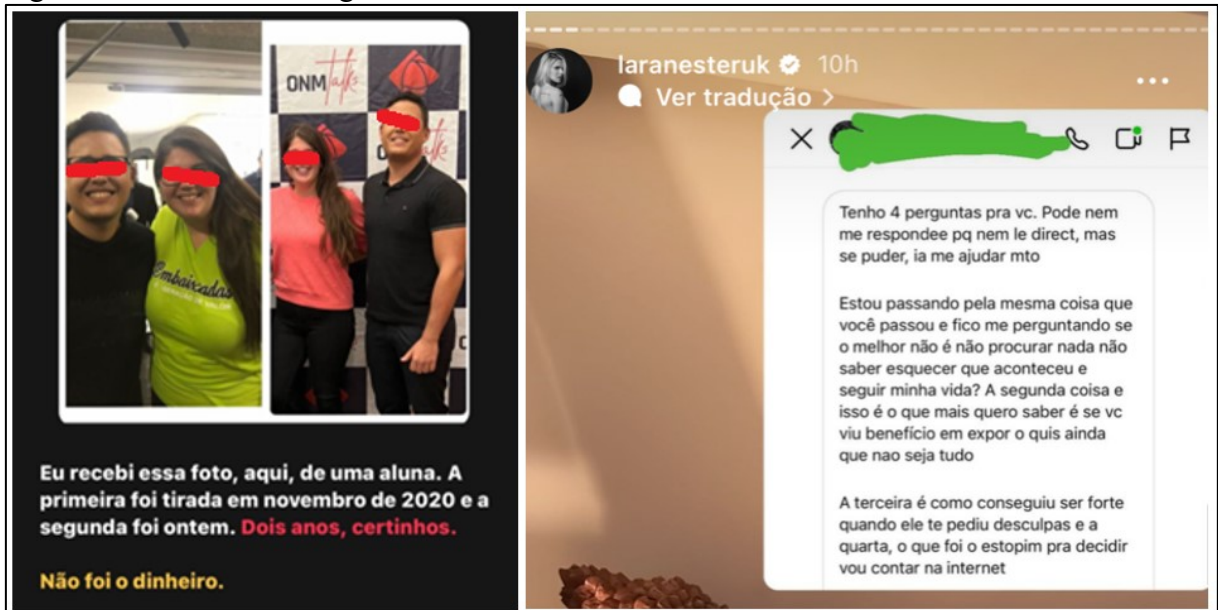 ONMTalks
Embaixadas
Eu recebi essa foto, aqui, de uma aluna. A
primeira foi tirada em novembro de 2020 e a
segunda foi ontem. Dois anos, certinhos.
Não foi o dinheiro.
laranesteruk 10h
Ver tradução >
Tenho 4 perguntas pra vc. Pode nem
me respondee pq nem le direct, mas
se puder, ia me ajudar mto
Estou passando pela mesma coisa que
você passou e fico me perguntando se
o melhor não é não procurar nada não
saber esquecer que aconteceu e
seguir minha vida? A segunda coisa e
isso é o que mais quero saber é se vc
viu benefício em expor o quis ainda
que nao seja tudo
A terceira é como conseguiu ser forte
quando ele te pediu desculpas e a
quarta, o que foi o estopim pra decidir
vou contar na internet